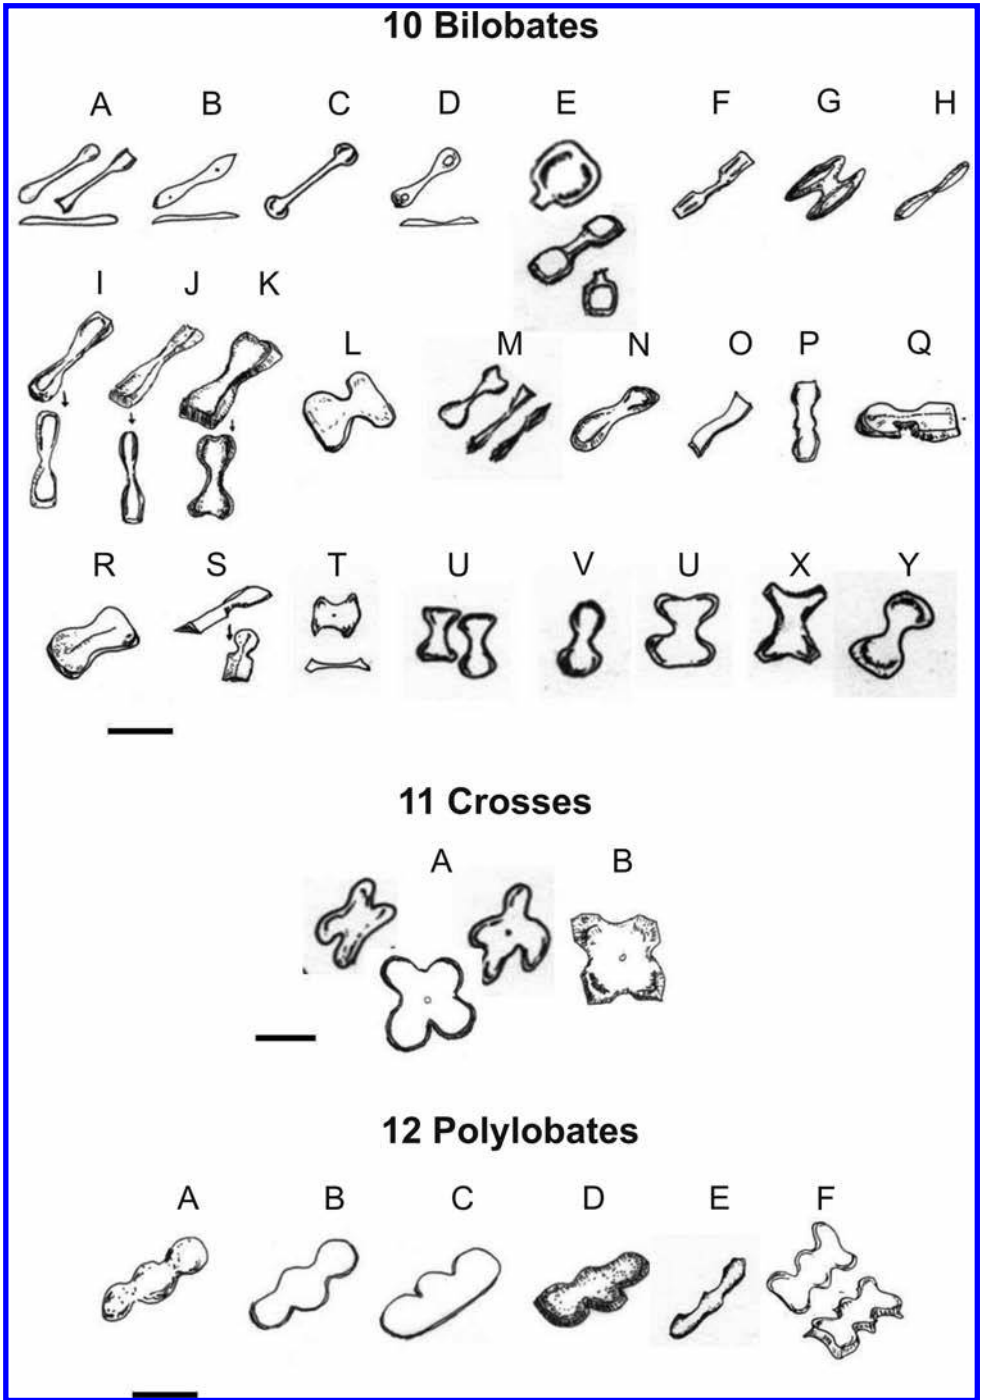 10 Bilobates
A B C D E F G H
I J K
L M N O P Q
R S T U V U X Y
11 Crosses
A B
12 Polylobates
A B C D E F